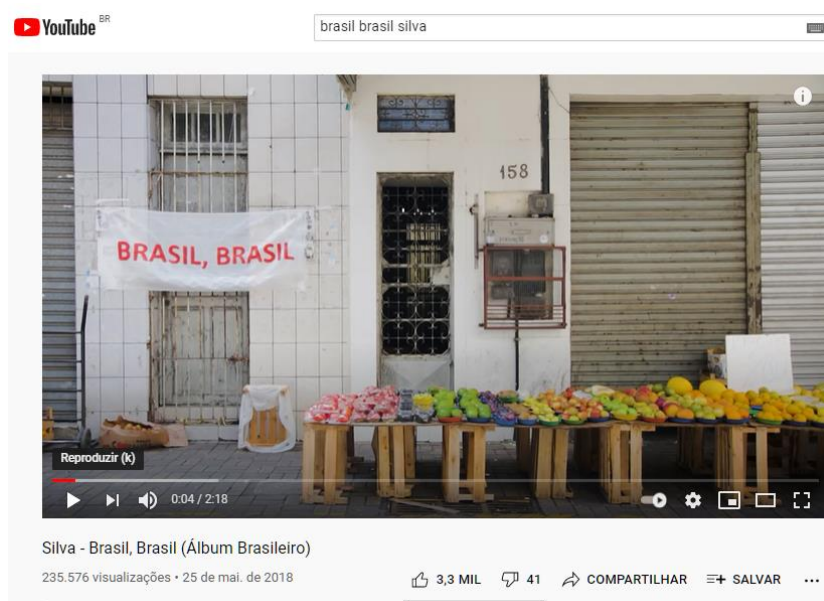 YouTube BR
brasil brasil silva
158
BRASIL, BRASIL
Reproduzir (k)
0:04 / 2:18
Silva - Brasil, Brasil (Álbum Brasileiro)
235.576 visualizações • 25 de mai. de 2018
3,3 MIL 41 COMPARTILHAR SALVAR